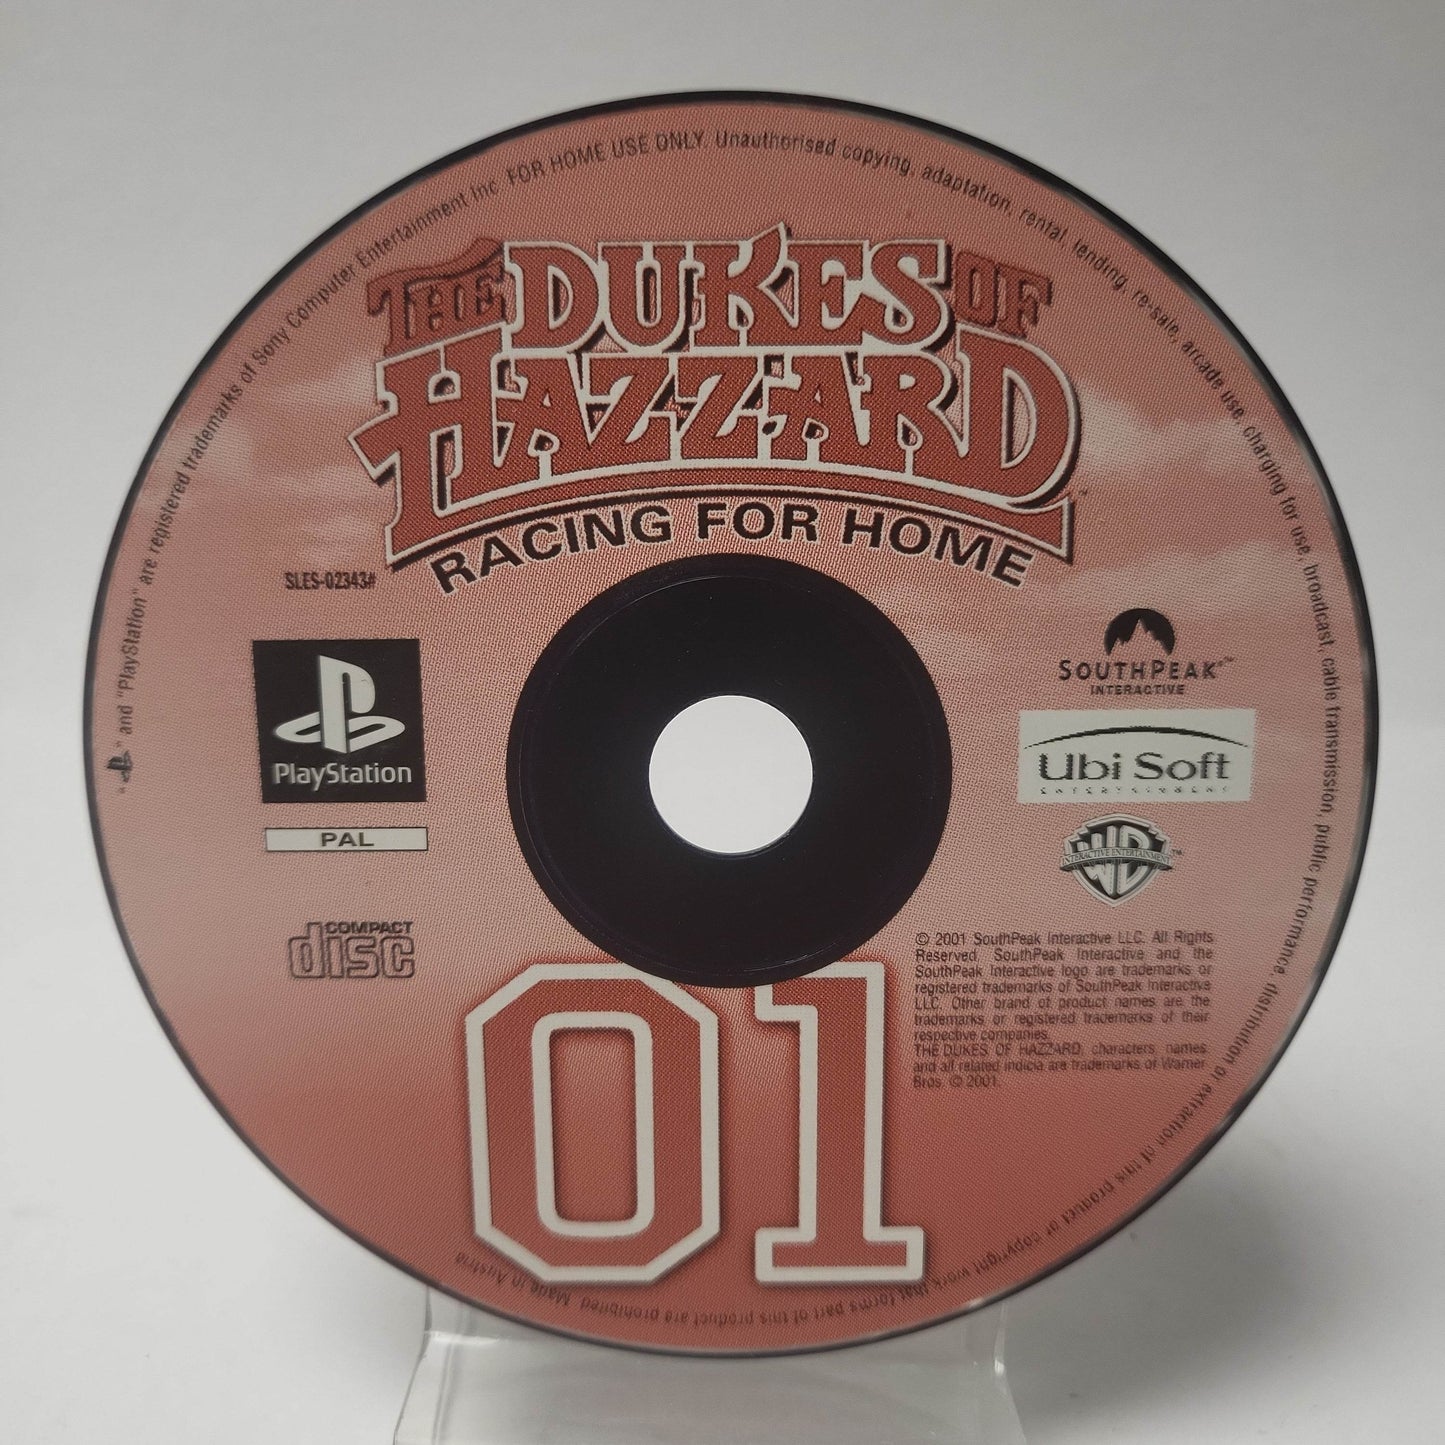 " and "PlayStation" are registered trademarks of Sony Computer Entertainment Inc. FOR HOME USE ONLY. Unauthorised copying, adaptation, rental, lending, re-sale, arcade use, charging for use, broadcast, cable transmission, public performance, distribution or extraction of this product or copyright work that forms part of this product are prohibited. Made in Austria
THE DUKES OF
HAZZARD
RACING FOR HOME
SLES-02343#
PlayStation
PAL
COMPACT
disc
SOUTHPEAK™
INTERACTIVE
Ubi Soft
ENTERTAINMENT
WB
INTERACTIVE ENTERTAINMENT
TM
© 2001 SouthPeak Interactive LLC. All Rights
Reserved. SouthPeak Interactive and the
SouthPeak Interactive logo are trademarks or
registered trademarks of SouthPeak Interactive
LLC. Other brand of product names are the
trademarks or registered trademarks of their
respective companies.
THE DUKES OF HAZZARD, characters, names
and all related indicia are trademarks of Warner
Bros. © 2001.
01